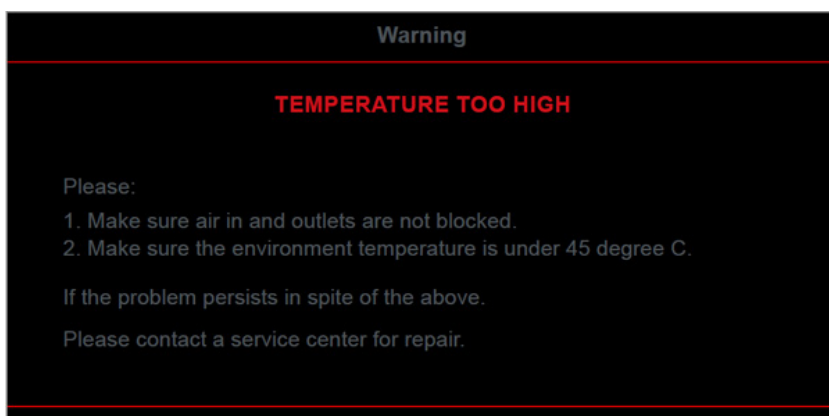 Warning
TEMPERATURE TOO HIGH
Please:
1. Make sure air in and outlets are not blocked.
2. Make sure the environment temperature is under 45 degree C.
If the problem persists in spite of the above.
Please contact a service center for repair.